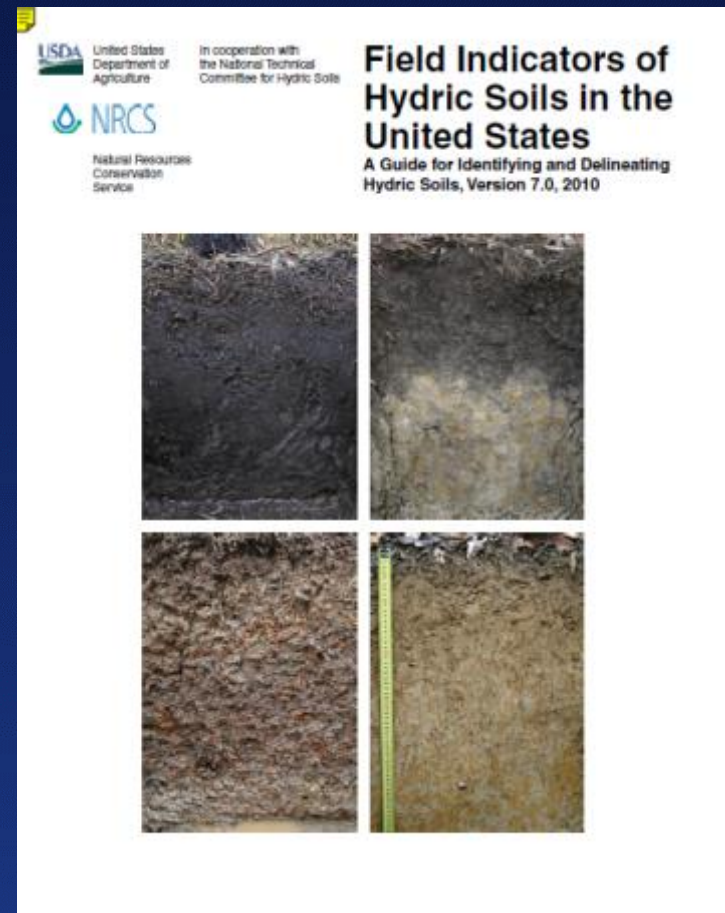 USDA
United States
Department of
Agriculture
NRCS
Natural Resources
Conservation
Service
In cooperation with
the National Technical
Committee for Hydric Soils
Field Indicators of
Hydric Soils in the
United States
A Guide for Identifying and Delineating
Hydric Soils, Version 7.0, 2010